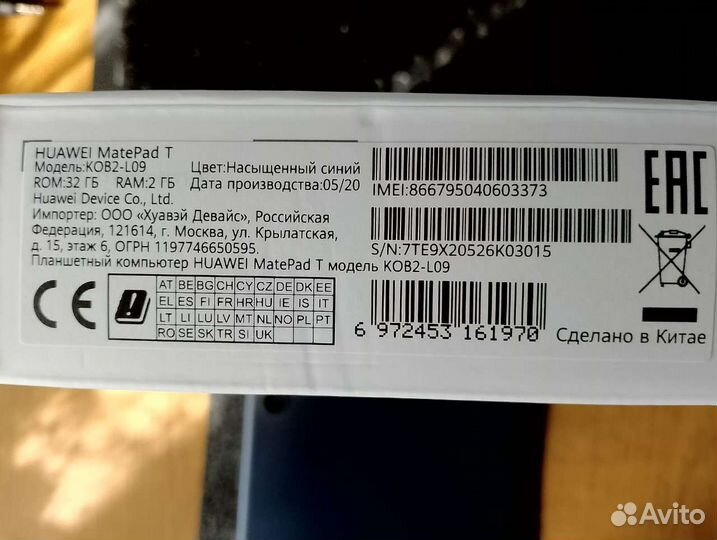 HUAWEI MatePad T
Модель:KOB2-L09 Цвет:Насыщенный синий
ROM:32 ГБ RAM:2 ГБ Дата производства:05/20
Huawei Device Co., Ltd.
Импортер: ООО «Хуавэй Девайс», Российская
Федерация, 121614, г. Москва, ул. Крылатская,
д. 15, этаж 6, ОГРН 1197746650595.
Планшетный компьютер HUAWEI MatePad T модель KOB2-L09
IMEI:866795040603373
S/N:7TE9X20526K03015
EAC
CE
AT BE BG CH CY CZ DE DK EE
EL ES FI FR HR HU IE IS IT
LT LI LU LV MT NL NO PL PT
RO SE SK TR SI UK
6 972453 161970
Сделано в Китае
Avito